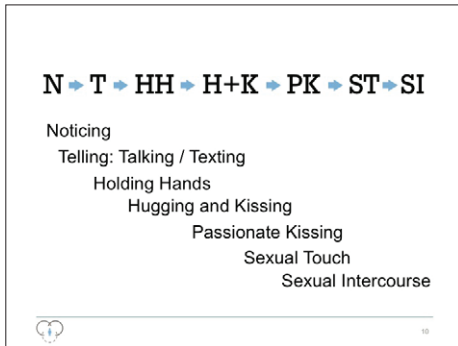 N → T → HH → H+K → PK → ST → SI
Noticing
Telling: Talking / Texting
Holding Hands
Hugging and Kissing
Passionate Kissing
Sexual Touch
Sexual Intercourse
10